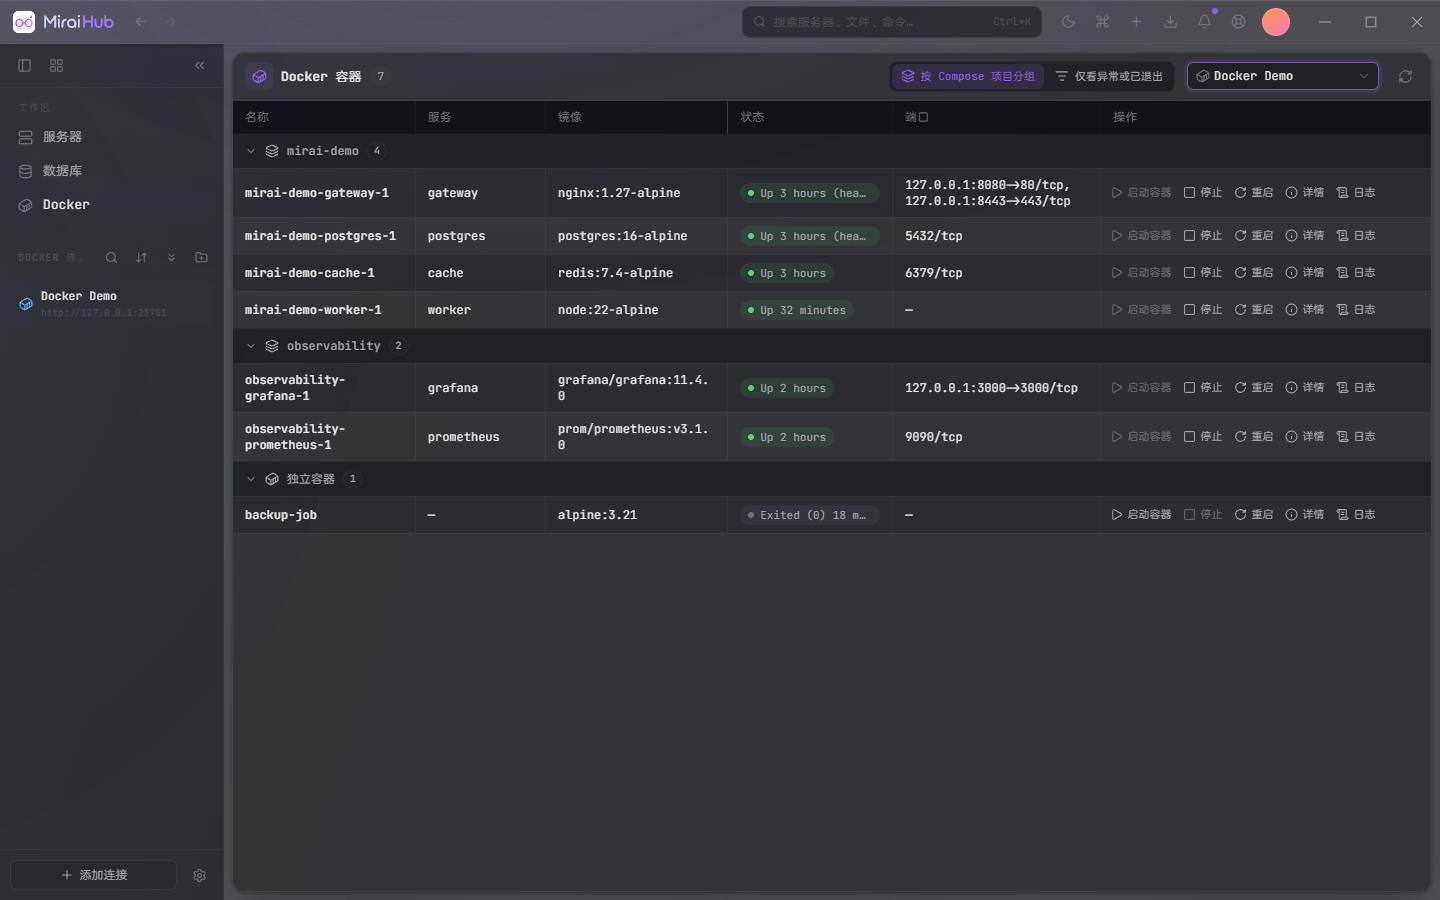 MiraiHub
搜索服务器、文件、命令… Ctrl+K
工作区
服务器
数据库
Docker
DOCKER 连…
Docker Demo
http://127.0.0.1:23751
添加连接
Docker 容器 7
按 Compose 项目分组 仅看异常或已退出 Docker Demo
名称 服务 镜像 状态 端口 操作
mirai-demo 4
mirai-demo-gateway-1 gateway nginx:1.27-alpine Up 3 hours (hea… 127.0.0.1:8080→80/tcp, 启动容器 停止 重启 详情 日志
127.0.0.1:8443→443/tcp
mirai-demo-postgres-1 postgres postgres:16-alpine Up 3 hours (hea… 5432/tcp 启动容器 停止 重启 详情 日志
mirai-demo-cache-1 cache redis:7.4-alpine Up 3 hours 6379/tcp 启动容器 停止 重启 详情 日志
mirai-demo-worker-1 worker node:22-alpine Up 32 minutes — 启动容器 停止 重启 详情 日志
observability 2
observability- grafana grafana/grafana:11.4. Up 2 hours 127.0.0.1:3000→3000/tcp 启动容器 停止 重启 详情 日志
grafana-1 0
observability- prometheus prom/prometheus:v3.1. Up 2 hours 9090/tcp 启动容器 停止 重启 详情 日志
prometheus-1 0
独立容器 1
backup-job — alpine:3.21 Exited (0) 18 m… — 启动容器 停止 重启 详情 日志